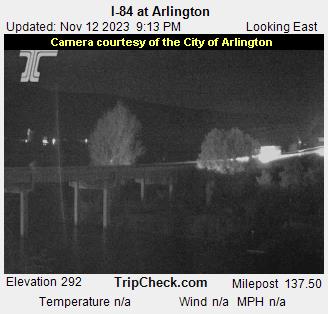 I-84 at Arlington
Updated: Nov 12 2023 9:13 PM Looking East
Camera courtesy of the City of Arlington
Elevation 292 TripCheck.com Milepost 137.50
Temperature n/a Wind n/a MPH n/a